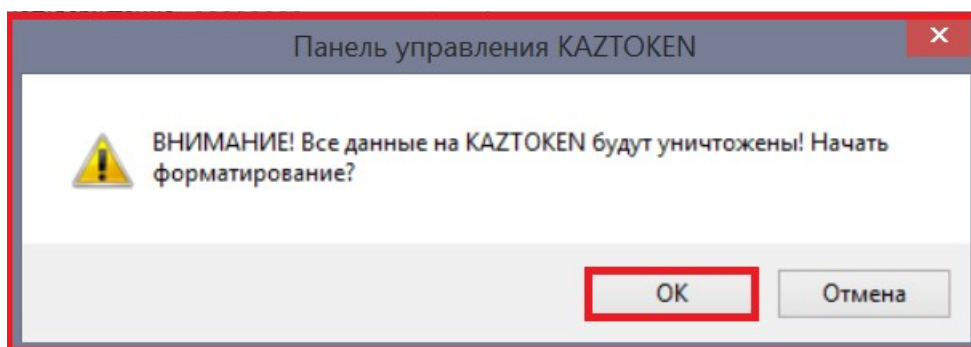 Панель управления KAZTOKEN
ВНИМАНИЕ! Все данные на KAZTOKEN будут уничтожены! Начать
форматирование?
OK
Отмена